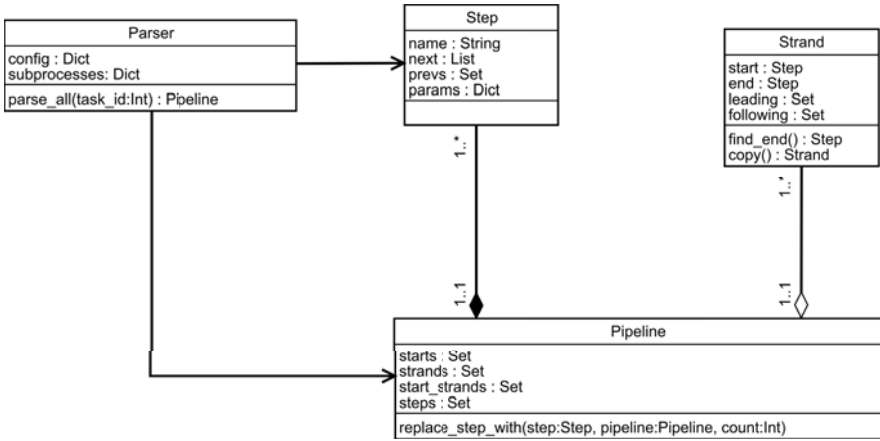 Parser
config : Dict
subprocesses: Dict
parse_all(task_id:Int) : Pipeline
Step
name : String
next : List
prevs : Set
params : Dict
Strand
start : Step
end : Step
leading : Set
following : Set
find_end() : Step
copy() : Strand
1..*
1..*
1..1
1..1
Pipeline
starts : Set
strands : Set
start_strands : Set
steps : Set
replace_step_with(step:Step, pipeline:Pipeline, count:Int)